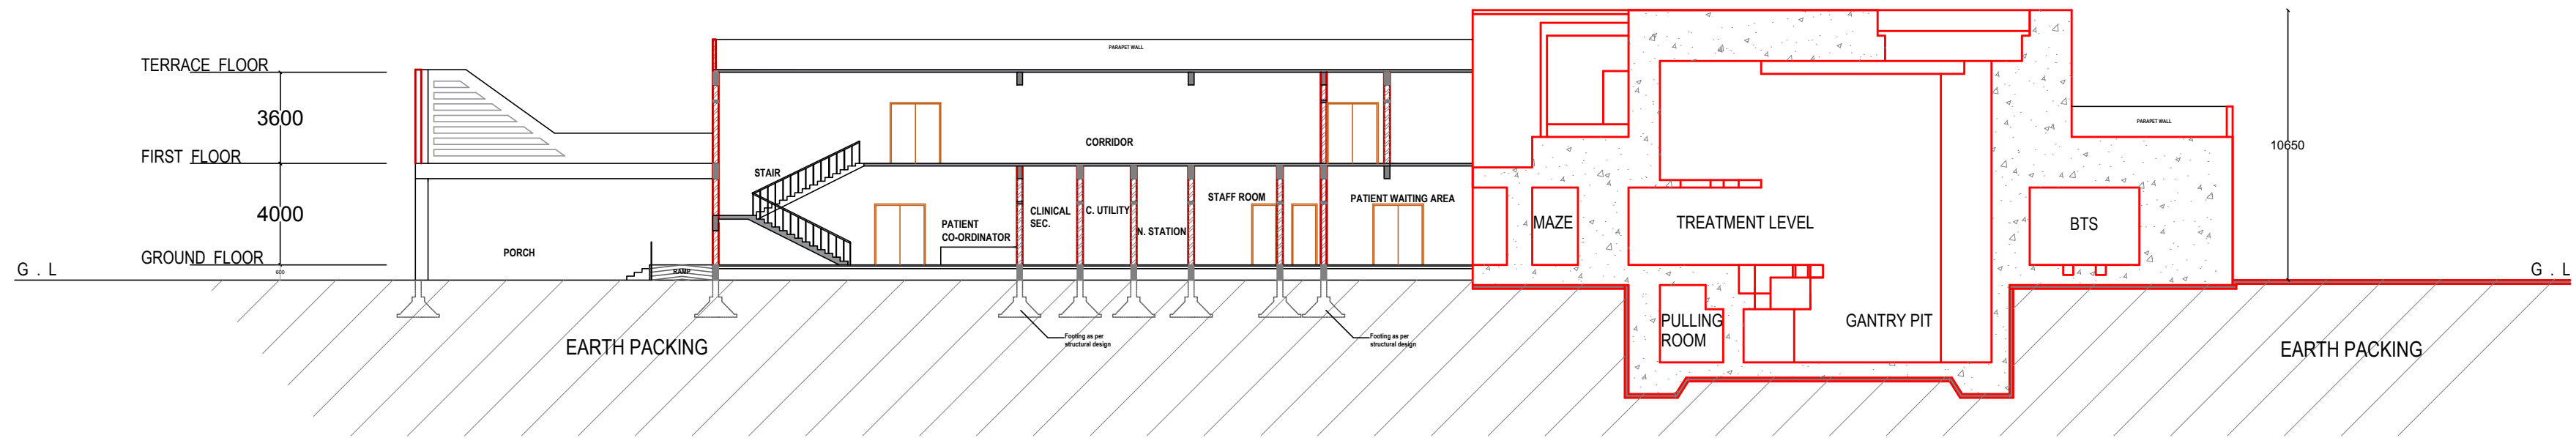 PARAPET WALL
TERRACE FLOOR
3600
PARAPET WALL
FIRST FLOOR
CORRIDOR
10650
STAIR
4000
CLINICAL
SEC.
C. UTILITY
STAFF ROOM
PATIENT WAITING AREA
PATIENT
CO-ORDINATOR
N. STATION
MAZE
TREATMENT LEVEL
BTS
PORCH
GROUND FLOOR
G . L
600
RAMP
G . L
PULLING
ROOM
GANTRY PIT
Footing as per
structural design
Footing as per
structural design
EARTH PACKING
EARTH PACKING